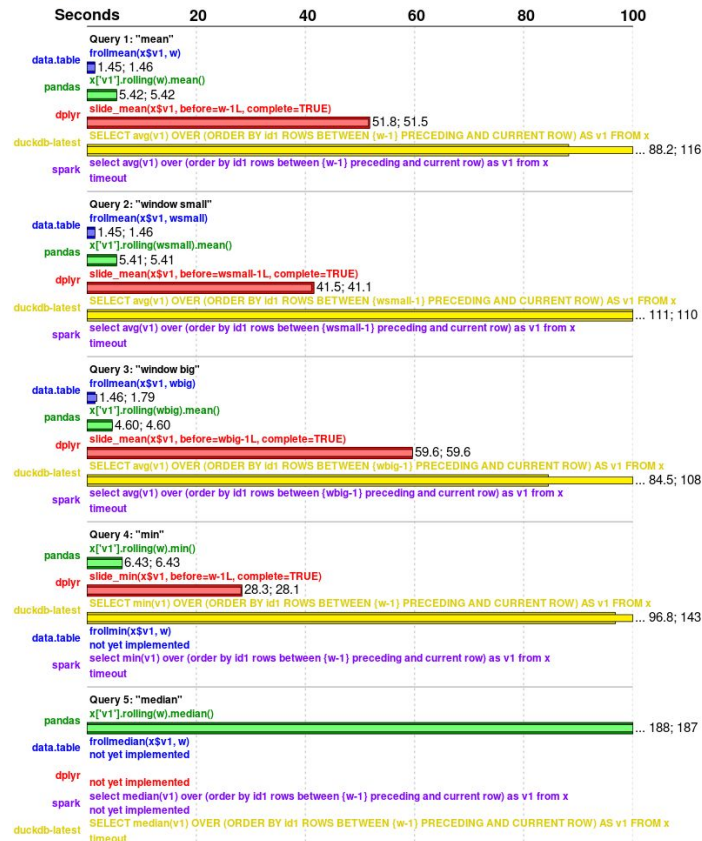 Seconds 20 40 60 80 100
Query 1: "mean"
data.table frollmean(x$v1, w)
1.45; 1.46
pandas x['v1'].rolling(w).mean()
5.42; 5.42
dplyr slide_mean(x$v1, before=w-1L, complete=TRUE)
51.8; 51.5
duckdb-latest SELECT avg(v1) OVER (ORDER BY id1 ROWS BETWEEN {w-1} PRECEDING AND CURRENT ROW) AS v1 FROM x
... 88.2; 116
spark select avg(v1) over (order by id1 rows between {w-1} preceding and current row) as v1 from x
timeout
Query 2: "window small"
data.table frollmean(x$v1, wsmall)
1.45; 1.46
pandas x['v1'].rolling(wsmall).mean()
5.41; 5.41
dplyr slide_mean(x$v1, before=wsmall-1L, complete=TRUE)
41.5; 41.1
duckdb-latest SELECT avg(v1) OVER (ORDER BY id1 ROWS BETWEEN {wsmall-1} PRECEDING AND CURRENT ROW) AS v1 FROM x
... 111; 110
spark select avg(v1) over (order by id1 rows between {wsmall-1} preceding and current row) as v1 from x
timeout
Query 3: "window big"
data.table frollmean(x$v1, wbig)
1.46; 1.79
pandas x['v1'].rolling(wbig).mean()
4.60; 4.60
dplyr slide_mean(x$v1, before=wbig-1L, complete=TRUE)
59.6; 59.6
duckdb-latest SELECT avg(v1) OVER (ORDER BY id1 ROWS BETWEEN {wbig-1} PRECEDING AND CURRENT ROW) AS v1 FROM x
... 84.5; 108
spark select avg(v1) over (order by id1 rows between {wbig-1} preceding and current row) as v1 from x
timeout
Query 4: "min"
pandas x['v1'].rolling(w).min()
6.43; 6.43
dplyr slide_min(x$v1, before=w-1L, complete=TRUE)
28.3; 28.1
duckdb-latest SELECT min(v1) OVER (ORDER BY id1 ROWS BETWEEN {w-1} PRECEDING AND CURRENT ROW) AS v1 FROM x
... 96.8; 143
data.table frollmin(x$v1, w)
not yet implemented
spark select min(v1) over (order by id1 rows between {w-1} preceding and current row) as v1 from x
timeout
Query 5: "median"
pandas x['v1'].rolling(w).median()
... 188; 187
data.table frollmedian(x$v1, w)
not yet implemented
dplyr not yet implemented
spark select median(v1) over (order by id1 rows between {w-1} preceding and current row) as v1 from x
not yet implemented
duckdb-latest SELECT median(v1) OVER (ORDER BY id1 ROWS BETWEEN {w-1} PRECEDING AND CURRENT ROW) AS v1 FROM x
timeout